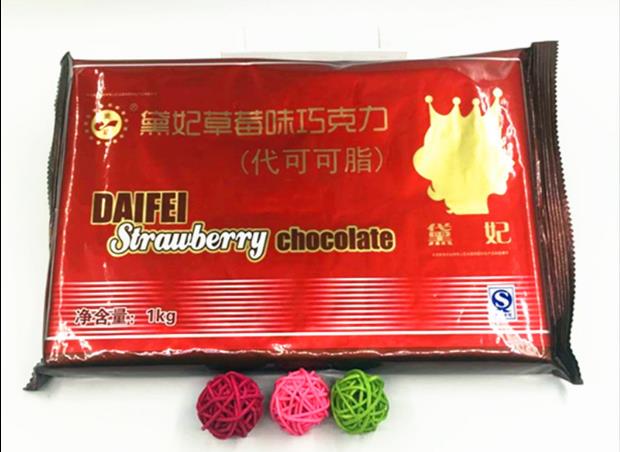 黛妃草莓味巧克力
(代可可脂)
DAIFEI
Strawberry chocolate
黛 妃
净含量: 1kg